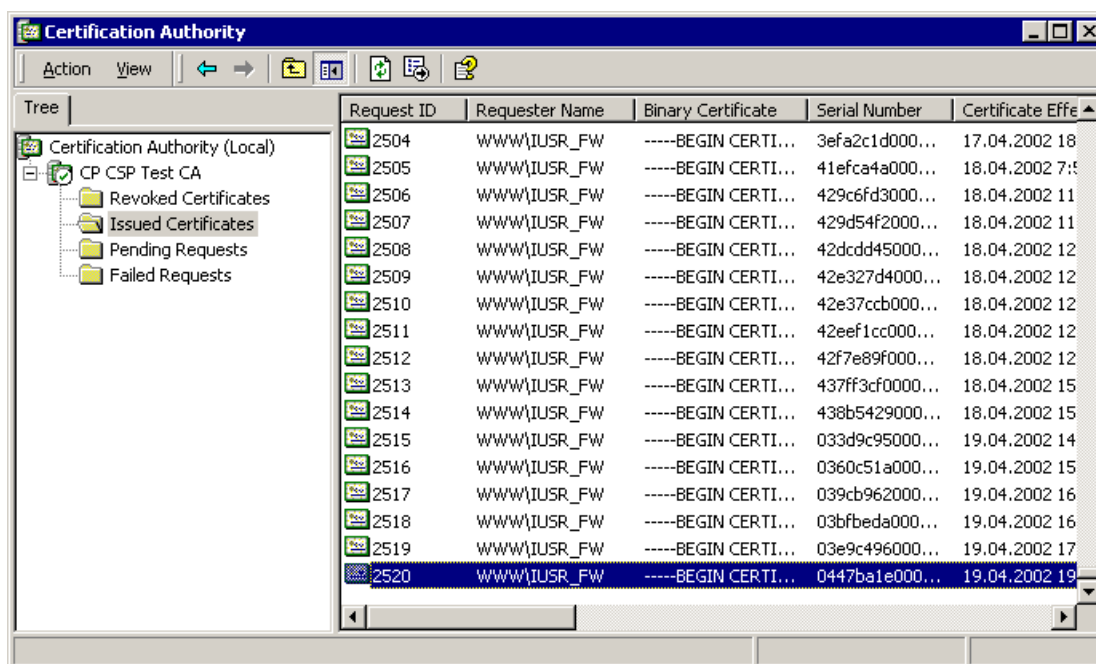 Certification Authority
Action View
Tree
Certification Authority (Local)
CP CSP Test CA
Revoked Certificates
Issued Certificates
Pending Requests
Failed Requests
Request ID Requester Name Binary Certificate Serial Number Certificate Effe
2504 WWW\IUSR_FW -----BEGIN CERTI... 3efa2c1d000... 17.04.2002 18
2505 WWW\IUSR_FW -----BEGIN CERTI... 41efca4a000... 18.04.2002 7:5
2506 WWW\IUSR_FW -----BEGIN CERTI... 429c6fd3000... 18.04.2002 11
2507 WWW\IUSR_FW -----BEGIN CERTI... 429d54f2000... 18.04.2002 11
2508 WWW\IUSR_FW -----BEGIN CERTI... 42dcdd45000... 18.04.2002 12
2509 WWW\IUSR_FW -----BEGIN CERTI... 42e327d4000... 18.04.2002 12
2510 WWW\IUSR_FW -----BEGIN CERTI... 42e37ccb000... 18.04.2002 12
2511 WWW\IUSR_FW -----BEGIN CERTI... 42eef1cc000... 18.04.2002 12
2512 WWW\IUSR_FW -----BEGIN CERTI... 42f7e89f000... 18.04.2002 12
2513 WWW\IUSR_FW -----BEGIN CERTI... 437ff3cf0000... 18.04.2002 15
2514 WWW\IUSR_FW -----BEGIN CERTI... 438b5429000... 18.04.2002 15
2515 WWW\IUSR_FW -----BEGIN CERTI... 033d9c95000... 19.04.2002 14
2516 WWW\IUSR_FW -----BEGIN CERTI... 0360c51a000... 19.04.2002 15
2517 WWW\IUSR_FW -----BEGIN CERTI... 039cb962000... 19.04.2002 16
2518 WWW\IUSR_FW -----BEGIN CERTI... 03bfbeda000... 19.04.2002 16
2519 WWW\IUSR_FW -----BEGIN CERTI... 03e9c496000... 19.04.2002 17
2520 WWW\IUSR_FW -----BEGIN CERTI... 0447ba1e000... 19.04.2002 19